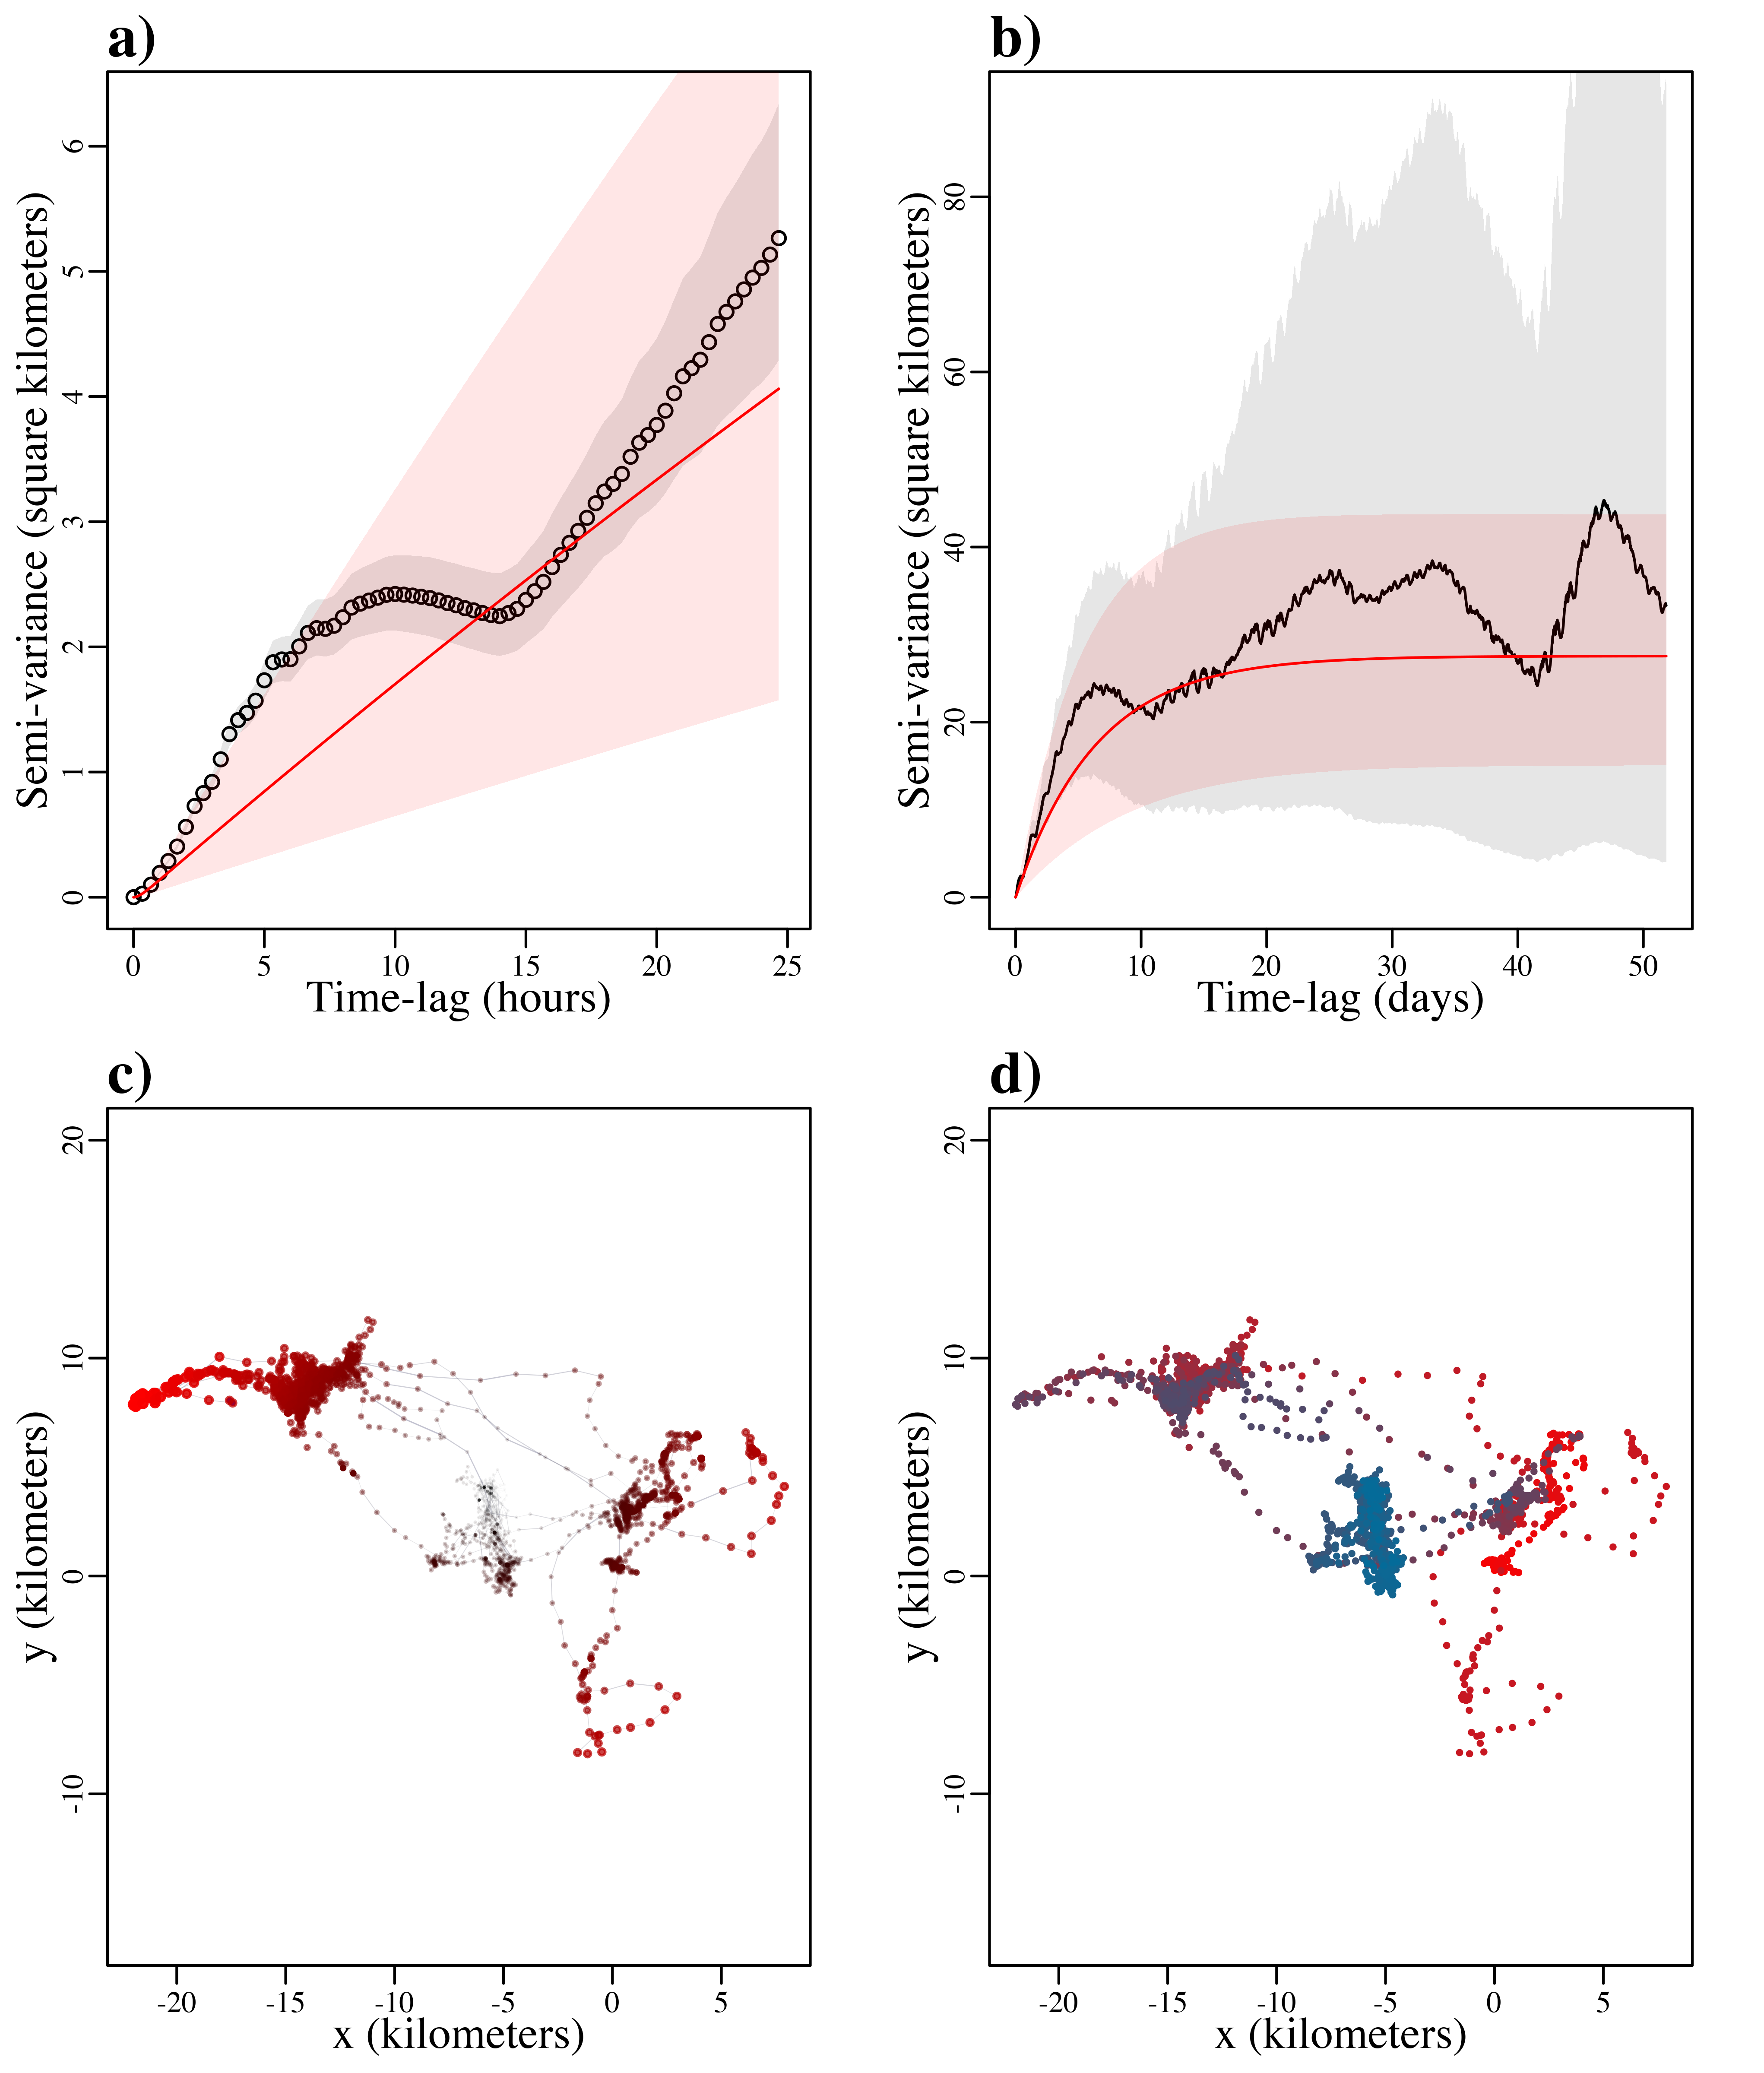 a)
Semi-variance (square kilometers)
6
5
4
3
2
1
0
0 5 10 15 20 25
Time-lag (hours)
b)
Semi-variance (square kilometers)
80
60
40
20
0
0 10 20 30 40 50
Time-lag (days)
c)
y (kilometers)
20
10
0
-10
-20 -15 -10 -5 0 5
x (kilometers)
d)
y (kilometers)
20
10
0
-10
-20 -15 -10 -5 0 5
x (kilometers)